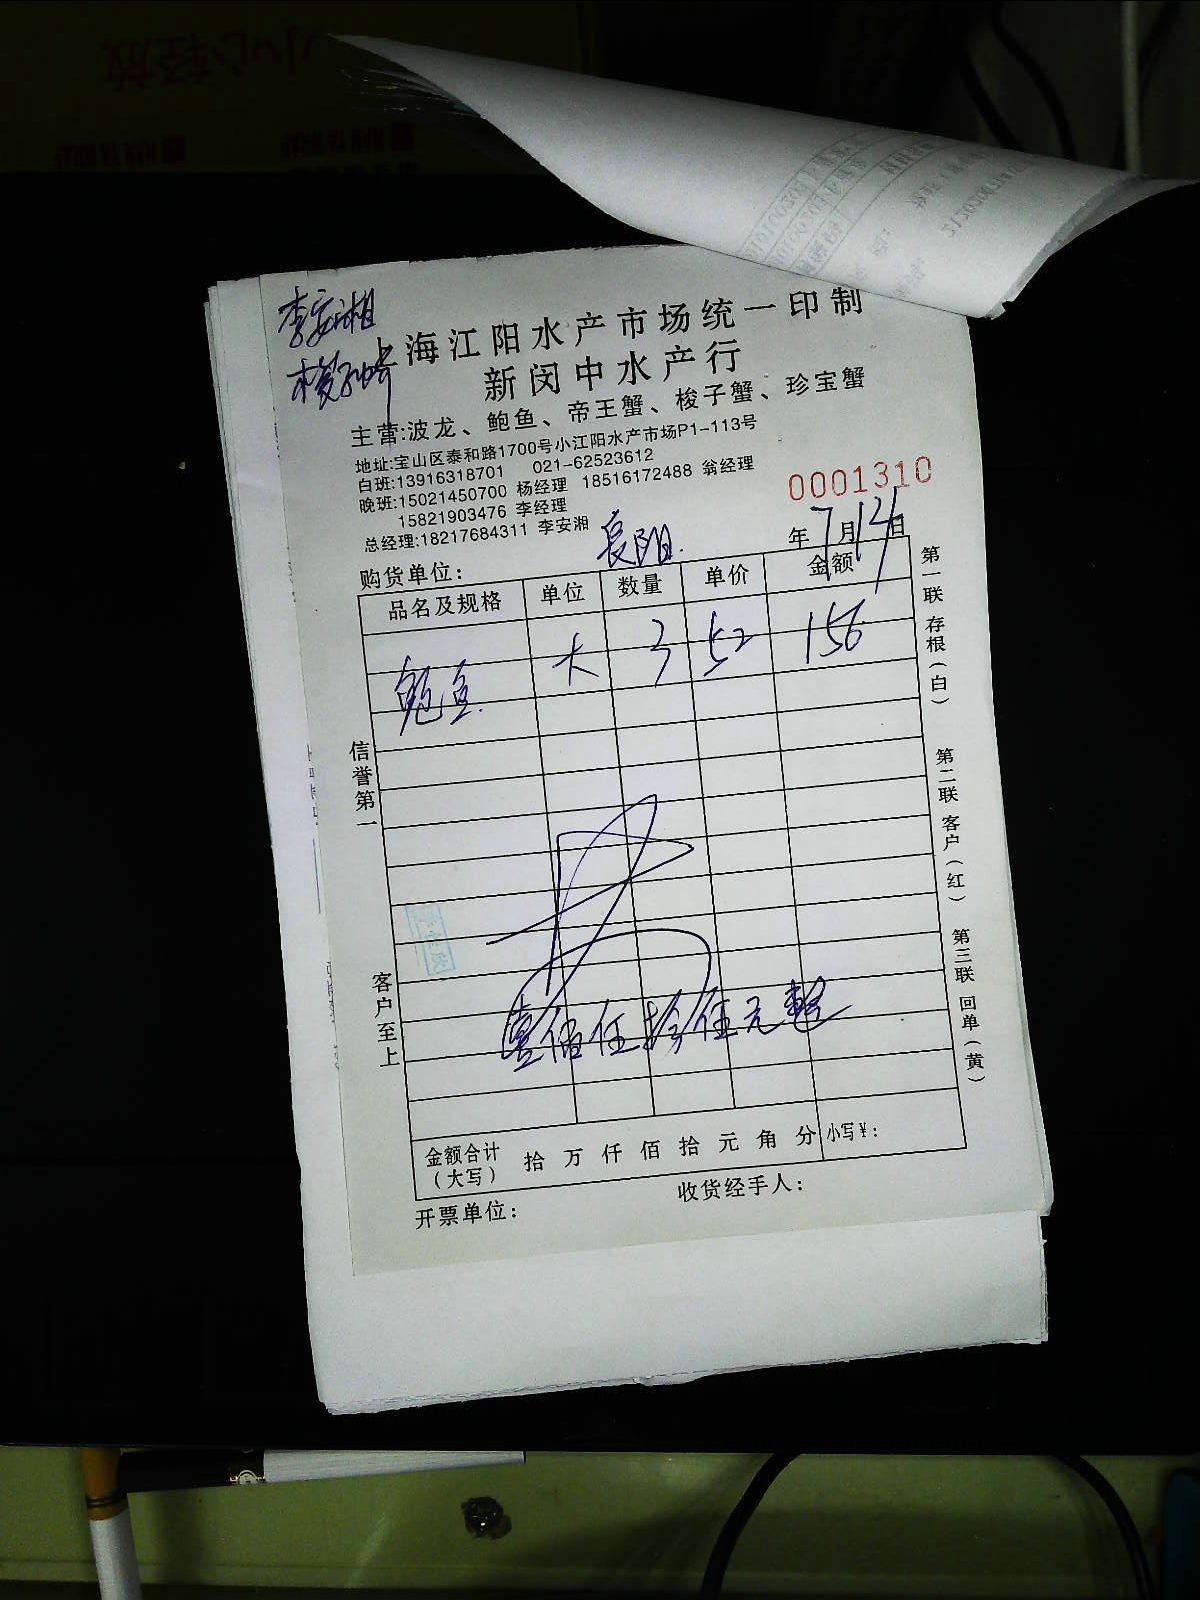 小心轻放
李安湘
上海江阳水产市场统一印制
新闵中水产行
主营:波龙、鲍鱼、帝王蟹、梭子蟹、珍宝蟹
地址:宝山区泰和路1700号小江阳水产市场P1-113号
白班:13916318701 021-62523612
晚班:15021450700 杨经理 18516172488 翁经理
15821903476 李经理
总经理:18217684311 李安湘
0001310
年7月14日
购货单位:
品名及规格 单位 数量 单价 金额
鲍鱼 大 3 52 156
信誉第一
客户至上
第一联 存根(白)
第二联 客户(红)
第三联 回单(黄)
壹佰伍拾伍元整
金额合计(大写) 拾 万 仟 佰 拾 元 角 分 小写¥:
开票单位:
收货经手人: